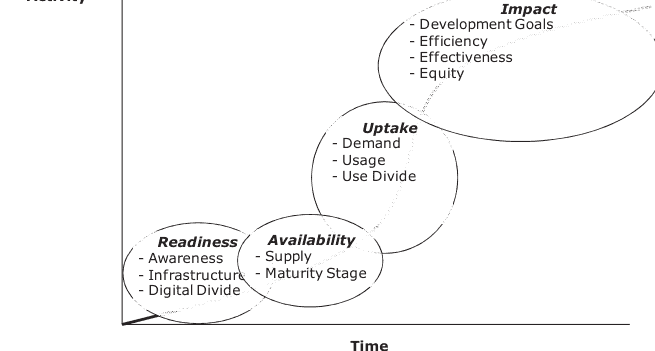 Impact
- Development Goals
- Efficiency
- Effectiveness
- Equity
Uptake
- Demand
- Usage
- Use Divide
Readiness
- Awareness
- Infrastructure
- Digital Divide
Availability
- Supply
- Maturity Stage
Time